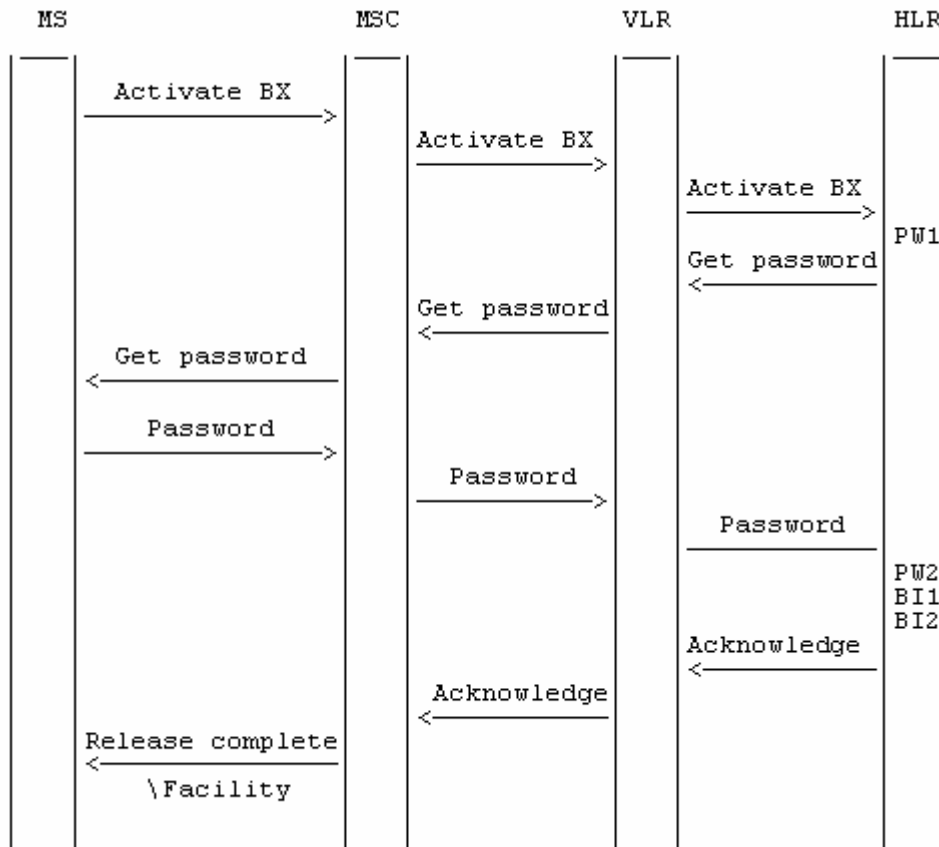 MS MSC VLR HLR
Activate BX
Activate BX
Activate BX
PW1
Get password
Get password
Get password
Password
Password
Password
PW2
BI1
BI2
Acknowledge
Acknowledge
Release complete
\Facility